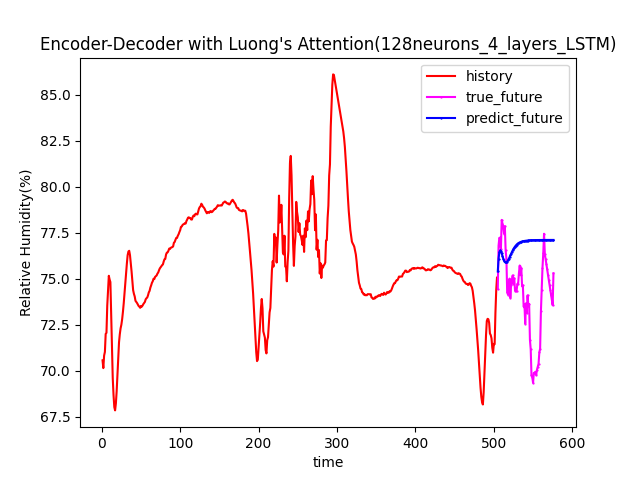 Encoder-Decoder with Luong's Attention(128neurons_4_layers_LSTM)
history
true_future
predict_future
Relative Humidity(%)
85.0
82.5
80.0
77.5
75.0
72.5
70.0
67.5
0 100 200 300 400 500 600
time